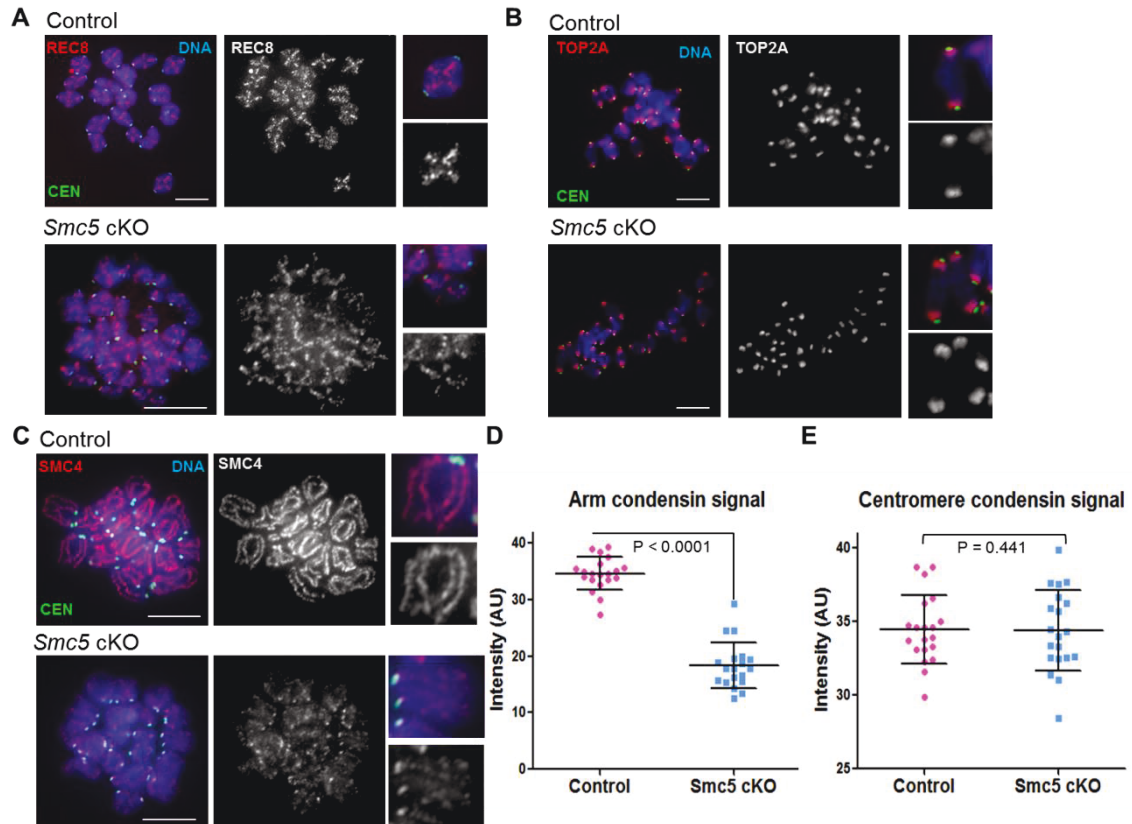 A
Control
REC8
DNA
REC8
CEN
Smc5 cKO
B
Control
TOP2A
DNA
TOP2A
CEN
Smc5 cKO
C
Control
SMC4
DNA
SMC4
CEN
Smc5 cKO
D
Arm condensin signal
P < 0.0001
Intensity (AU)
40
30
20
10
0
Control
Smc5 cKO
E
Centromere condensin signal
P = 0.441
Intensity (AU)
40
35
30
25
Control
Smc5 cKO